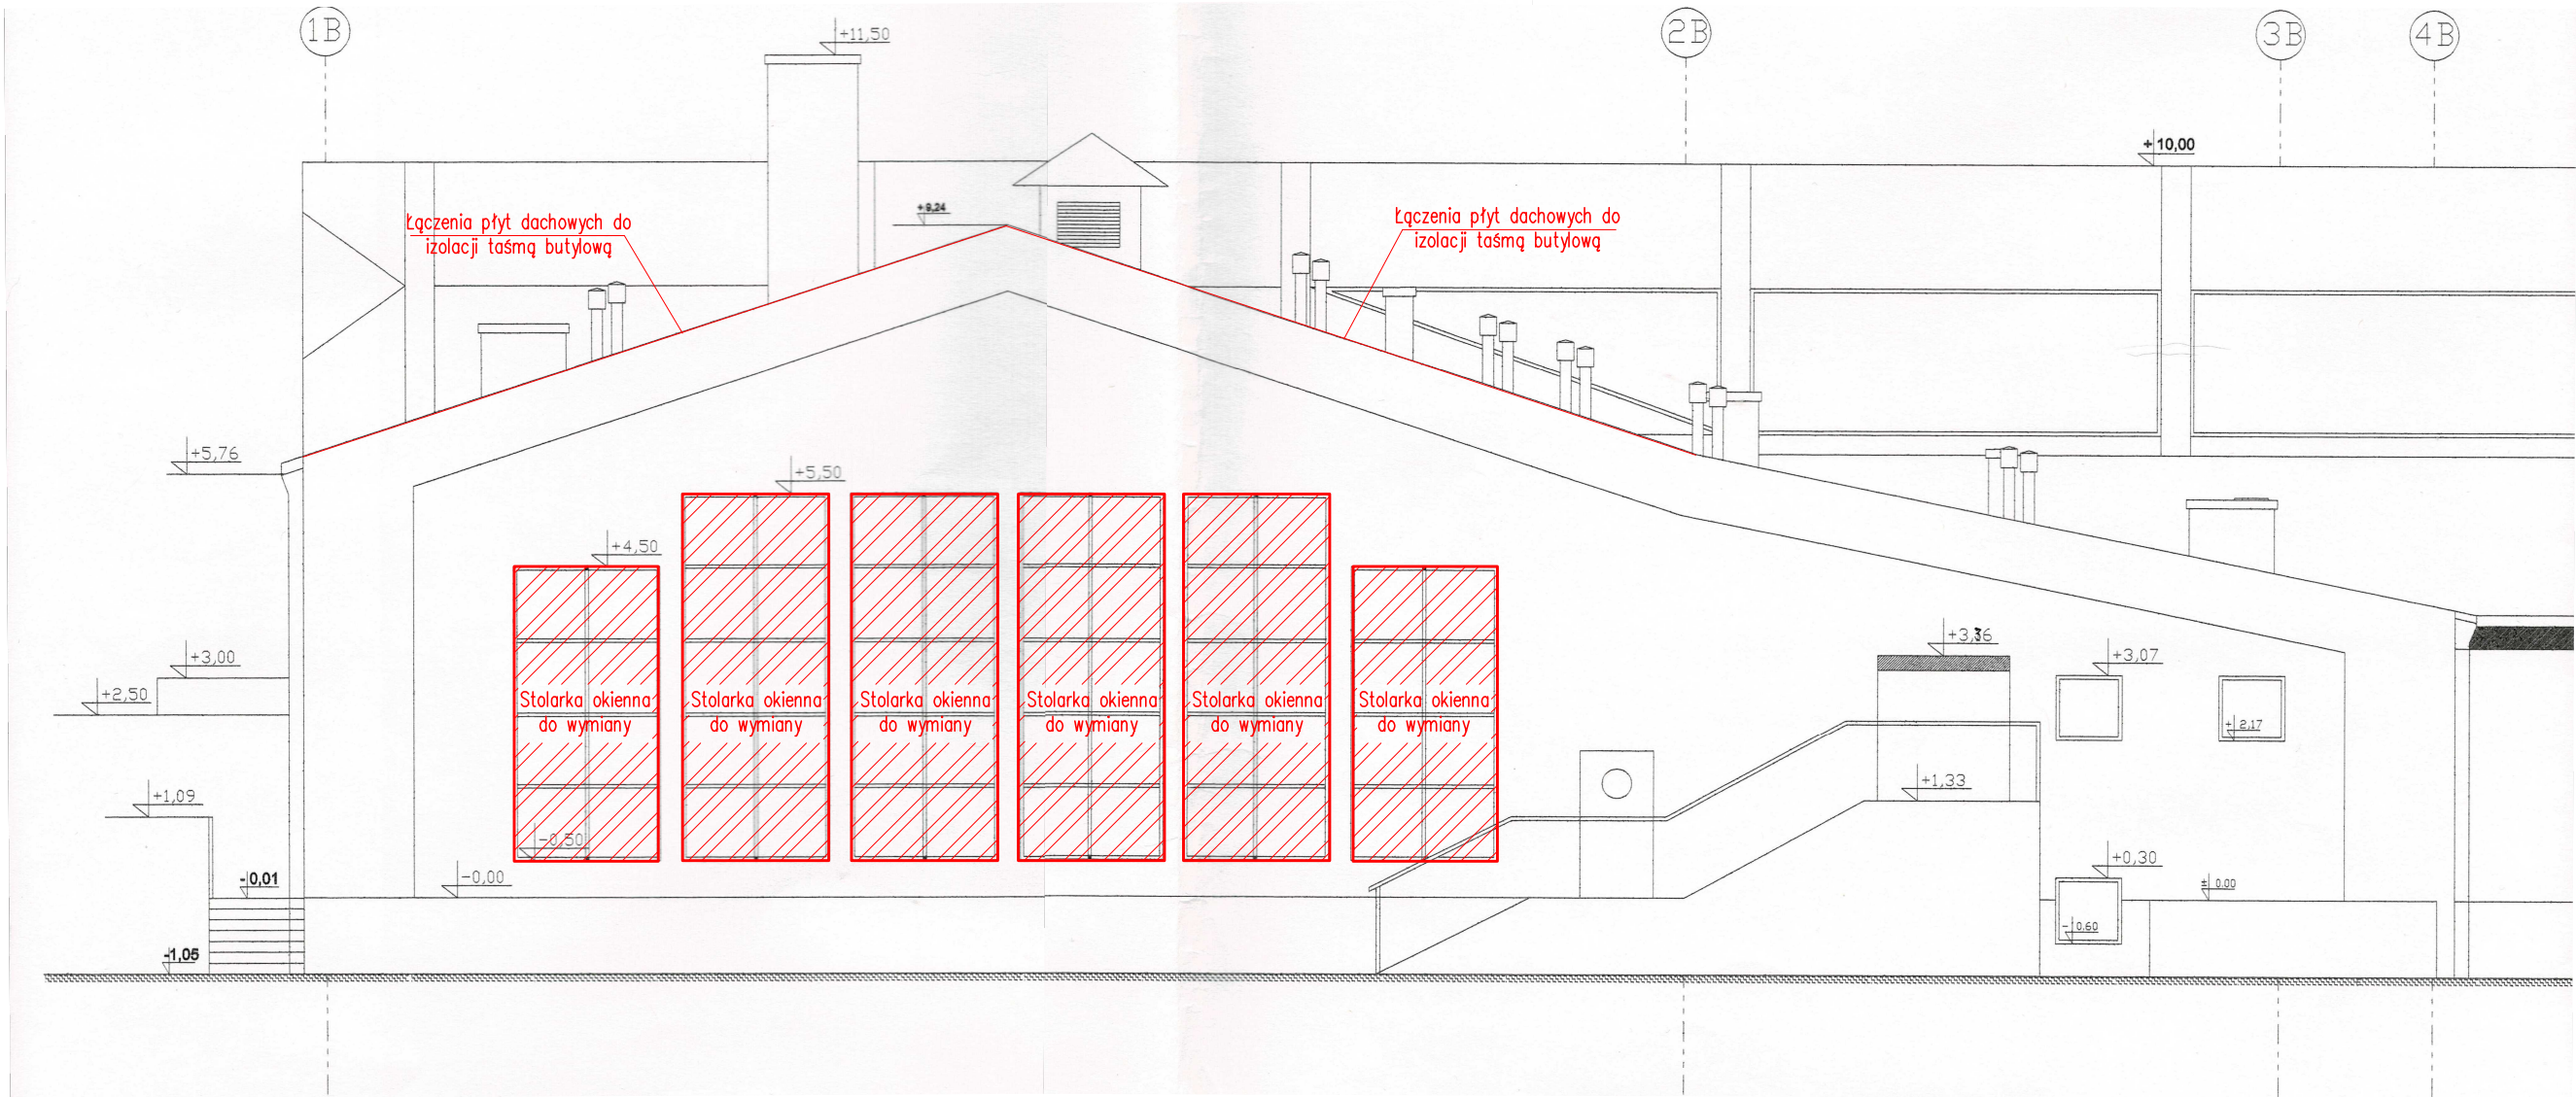 1B
2B
3B
4B
+11,50
+ 10,00
+9,24
Łączenia płyt dachowych do
izolacji taśmą butylową
Łączenia płyt dachowych do
izolacji taśmą butylową
+5,76
+5,50
+4,50
+3,00
+2,50
+3,36
+3,07
+2,17
Stolarka okienna
do wymiany
Stolarka okienna
do wymiany
Stolarka okienna
do wymiany
Stolarka okienna
do wymiany
Stolarka okienna
do wymiany
Stolarka okienna
do wymiany
+1,33
+1,09
-0,50
+0,30
-0,00
-0,01
± 0.00
-0,60
-1,05